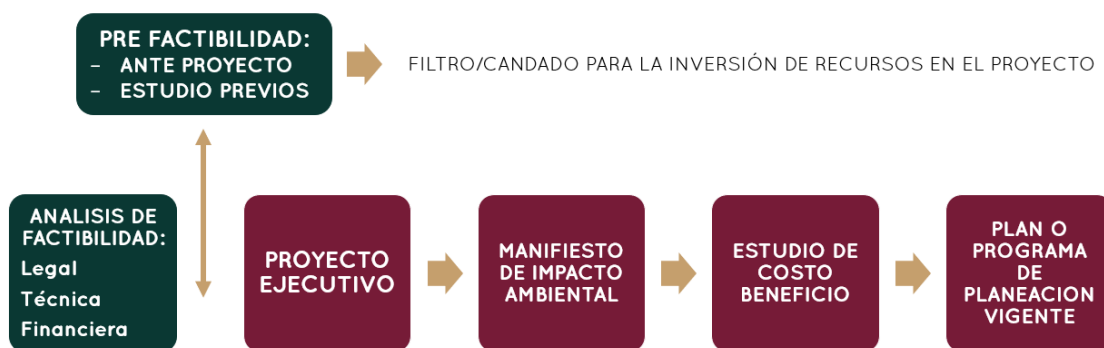 PRE FACTIBILIDAD:
– ANTE PROYECTO
– ESTUDIO PREVIOS
FILTRO/CANDADO PARA LA INVERSIÓN DE RECURSOS EN EL PROYECTO
ANALISIS DE
FACTIBILIDAD:
Legal
Técnica
Financiera
PROYECTO
EJECUTIVO
MANIFIESTO
DE IMPACTO
AMBIENTAL
ESTUDIO DE
COSTO
BENEFICIO
PLAN O
PROGRAMA
DE
PLANEACION
VIGENTE